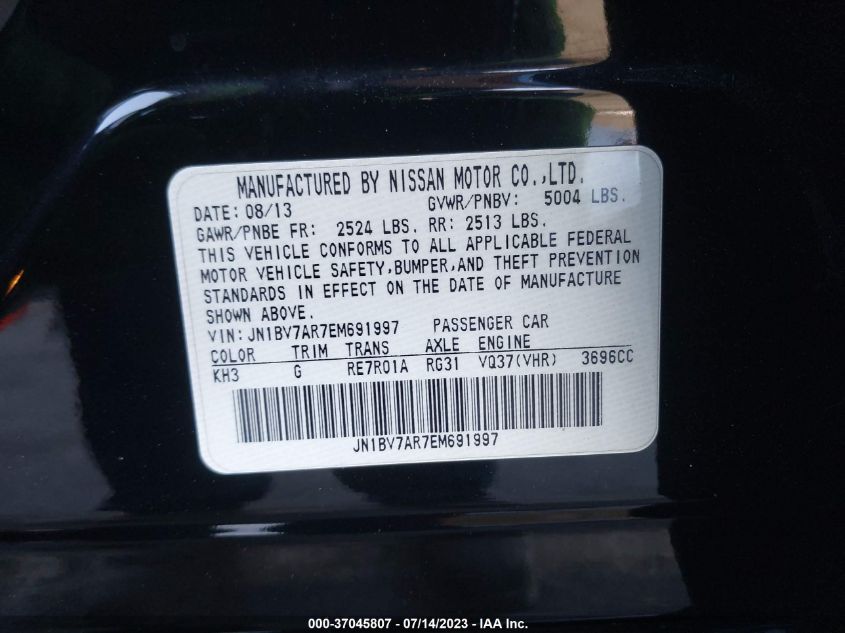 MANUFACTURED BY NISSAN MOTOR CO.,LTD.
DATE: 08/13 GVWR/PNBV: 5004 LBS.
GAWR/PNBE FR: 2524 LBS. RR: 2513 LBS.
THIS VEHICLE CONFORMS TO ALL APPLICABLE FEDERAL
MOTOR VEHICLE SAFETY,BUMPER,AND THEFT PREVENTION
STANDARDS IN EFFECT ON THE DATE OF MANUFACTURE
SHOWN ABOVE.
VIN: JN1BV7AR7EM691997 PASSENGER CAR
COLOR TRIM TRANS AXLE ENGINE
KH3 G RE7R01A RG31 VQ37(VHR) 3696CC
JN1BV7AR7EM691997
000-37045807 - 07/14/2023 - IAA Inc.